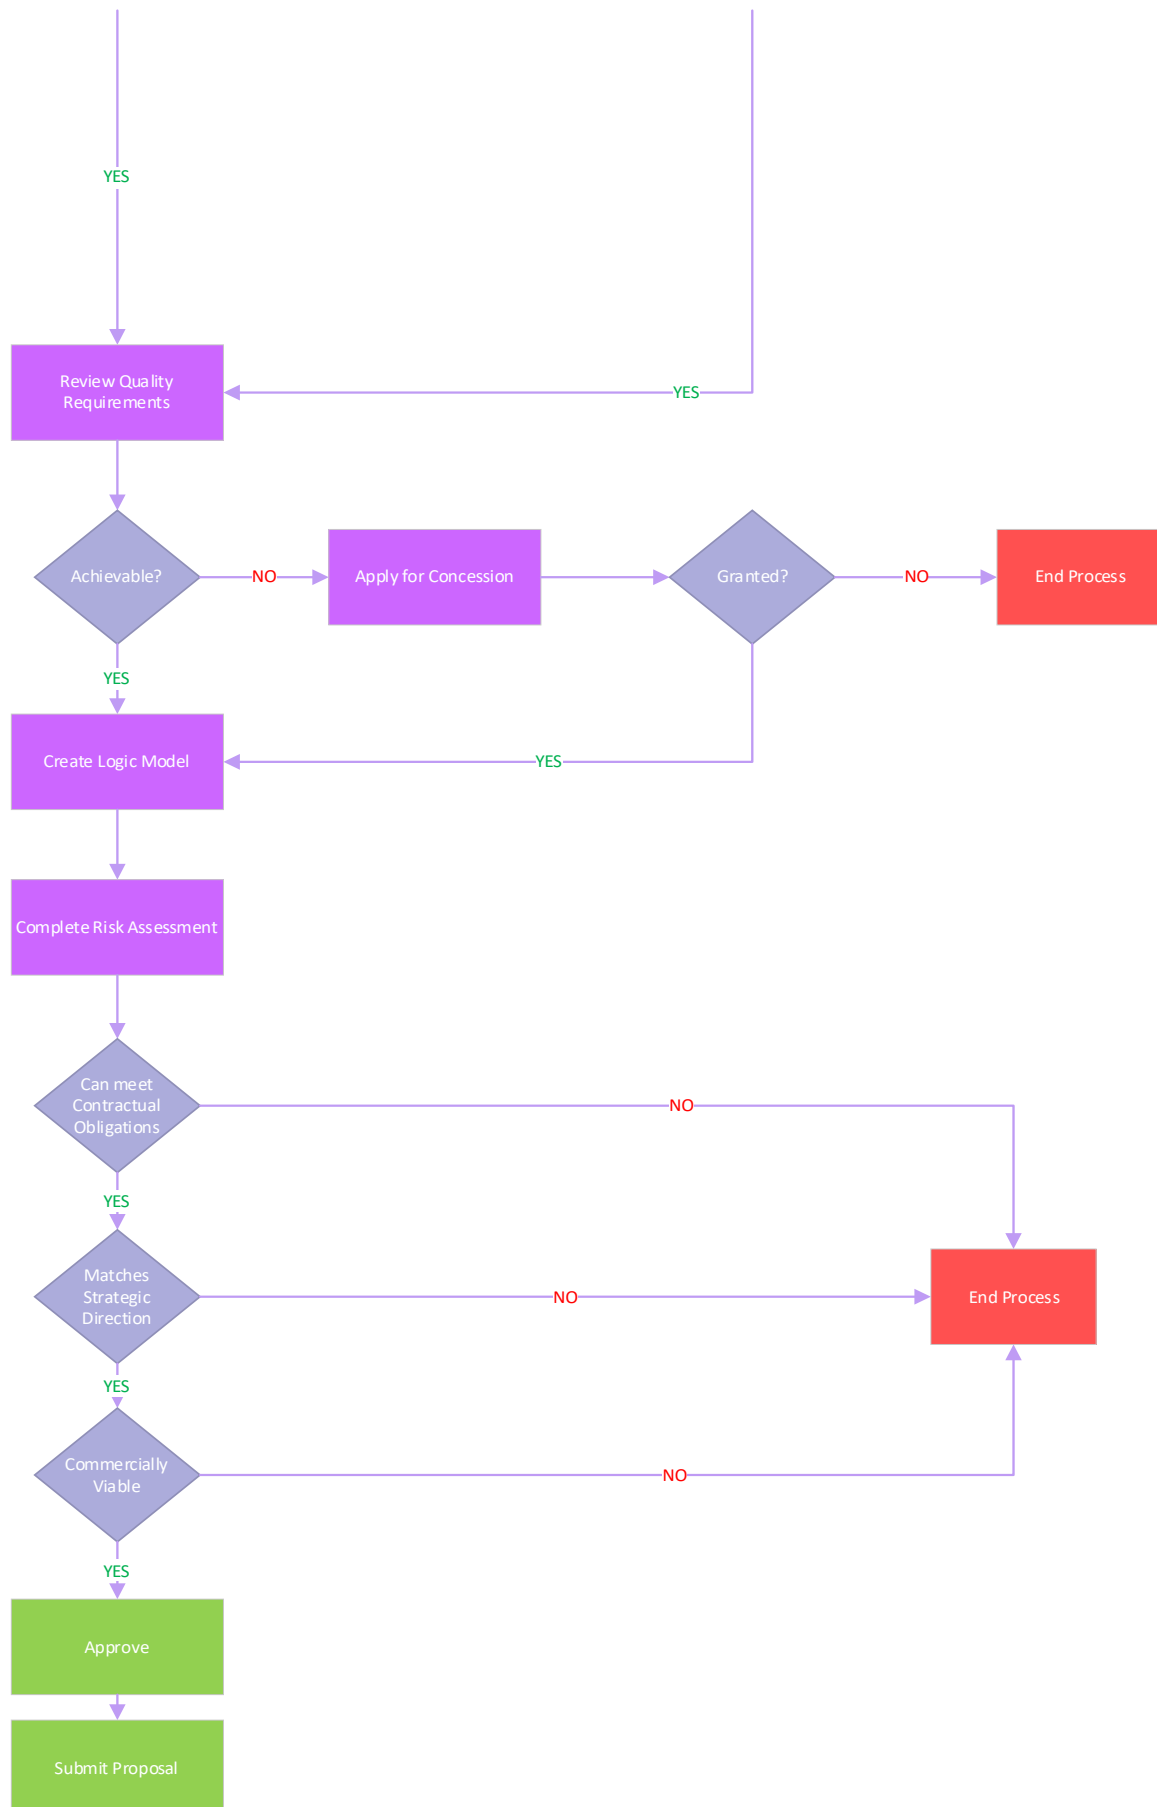 YES
Review Quality
Requirements
YES
Achievable?
NO
Apply for Concession
Granted?
NO
End Process
YES
Create Logic Model
YES
Complete Risk Assessment
Can meet
Contractual
Obligations
NO
YES
Matches
Strategic
Direction
NO
End Process
YES
Commercially
Viable
NO
YES
Approve
Submit Proposal